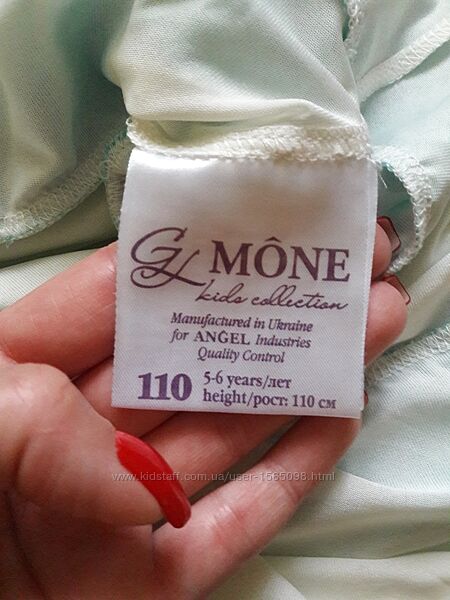 GL MÔNE
kids collection
Manufactured in Ukraine
for ANGEL Industries
Quality Control
110 5-6 years/лет
height/рост: 110 см
www.kidstaff.com.ua/user-1565098.html